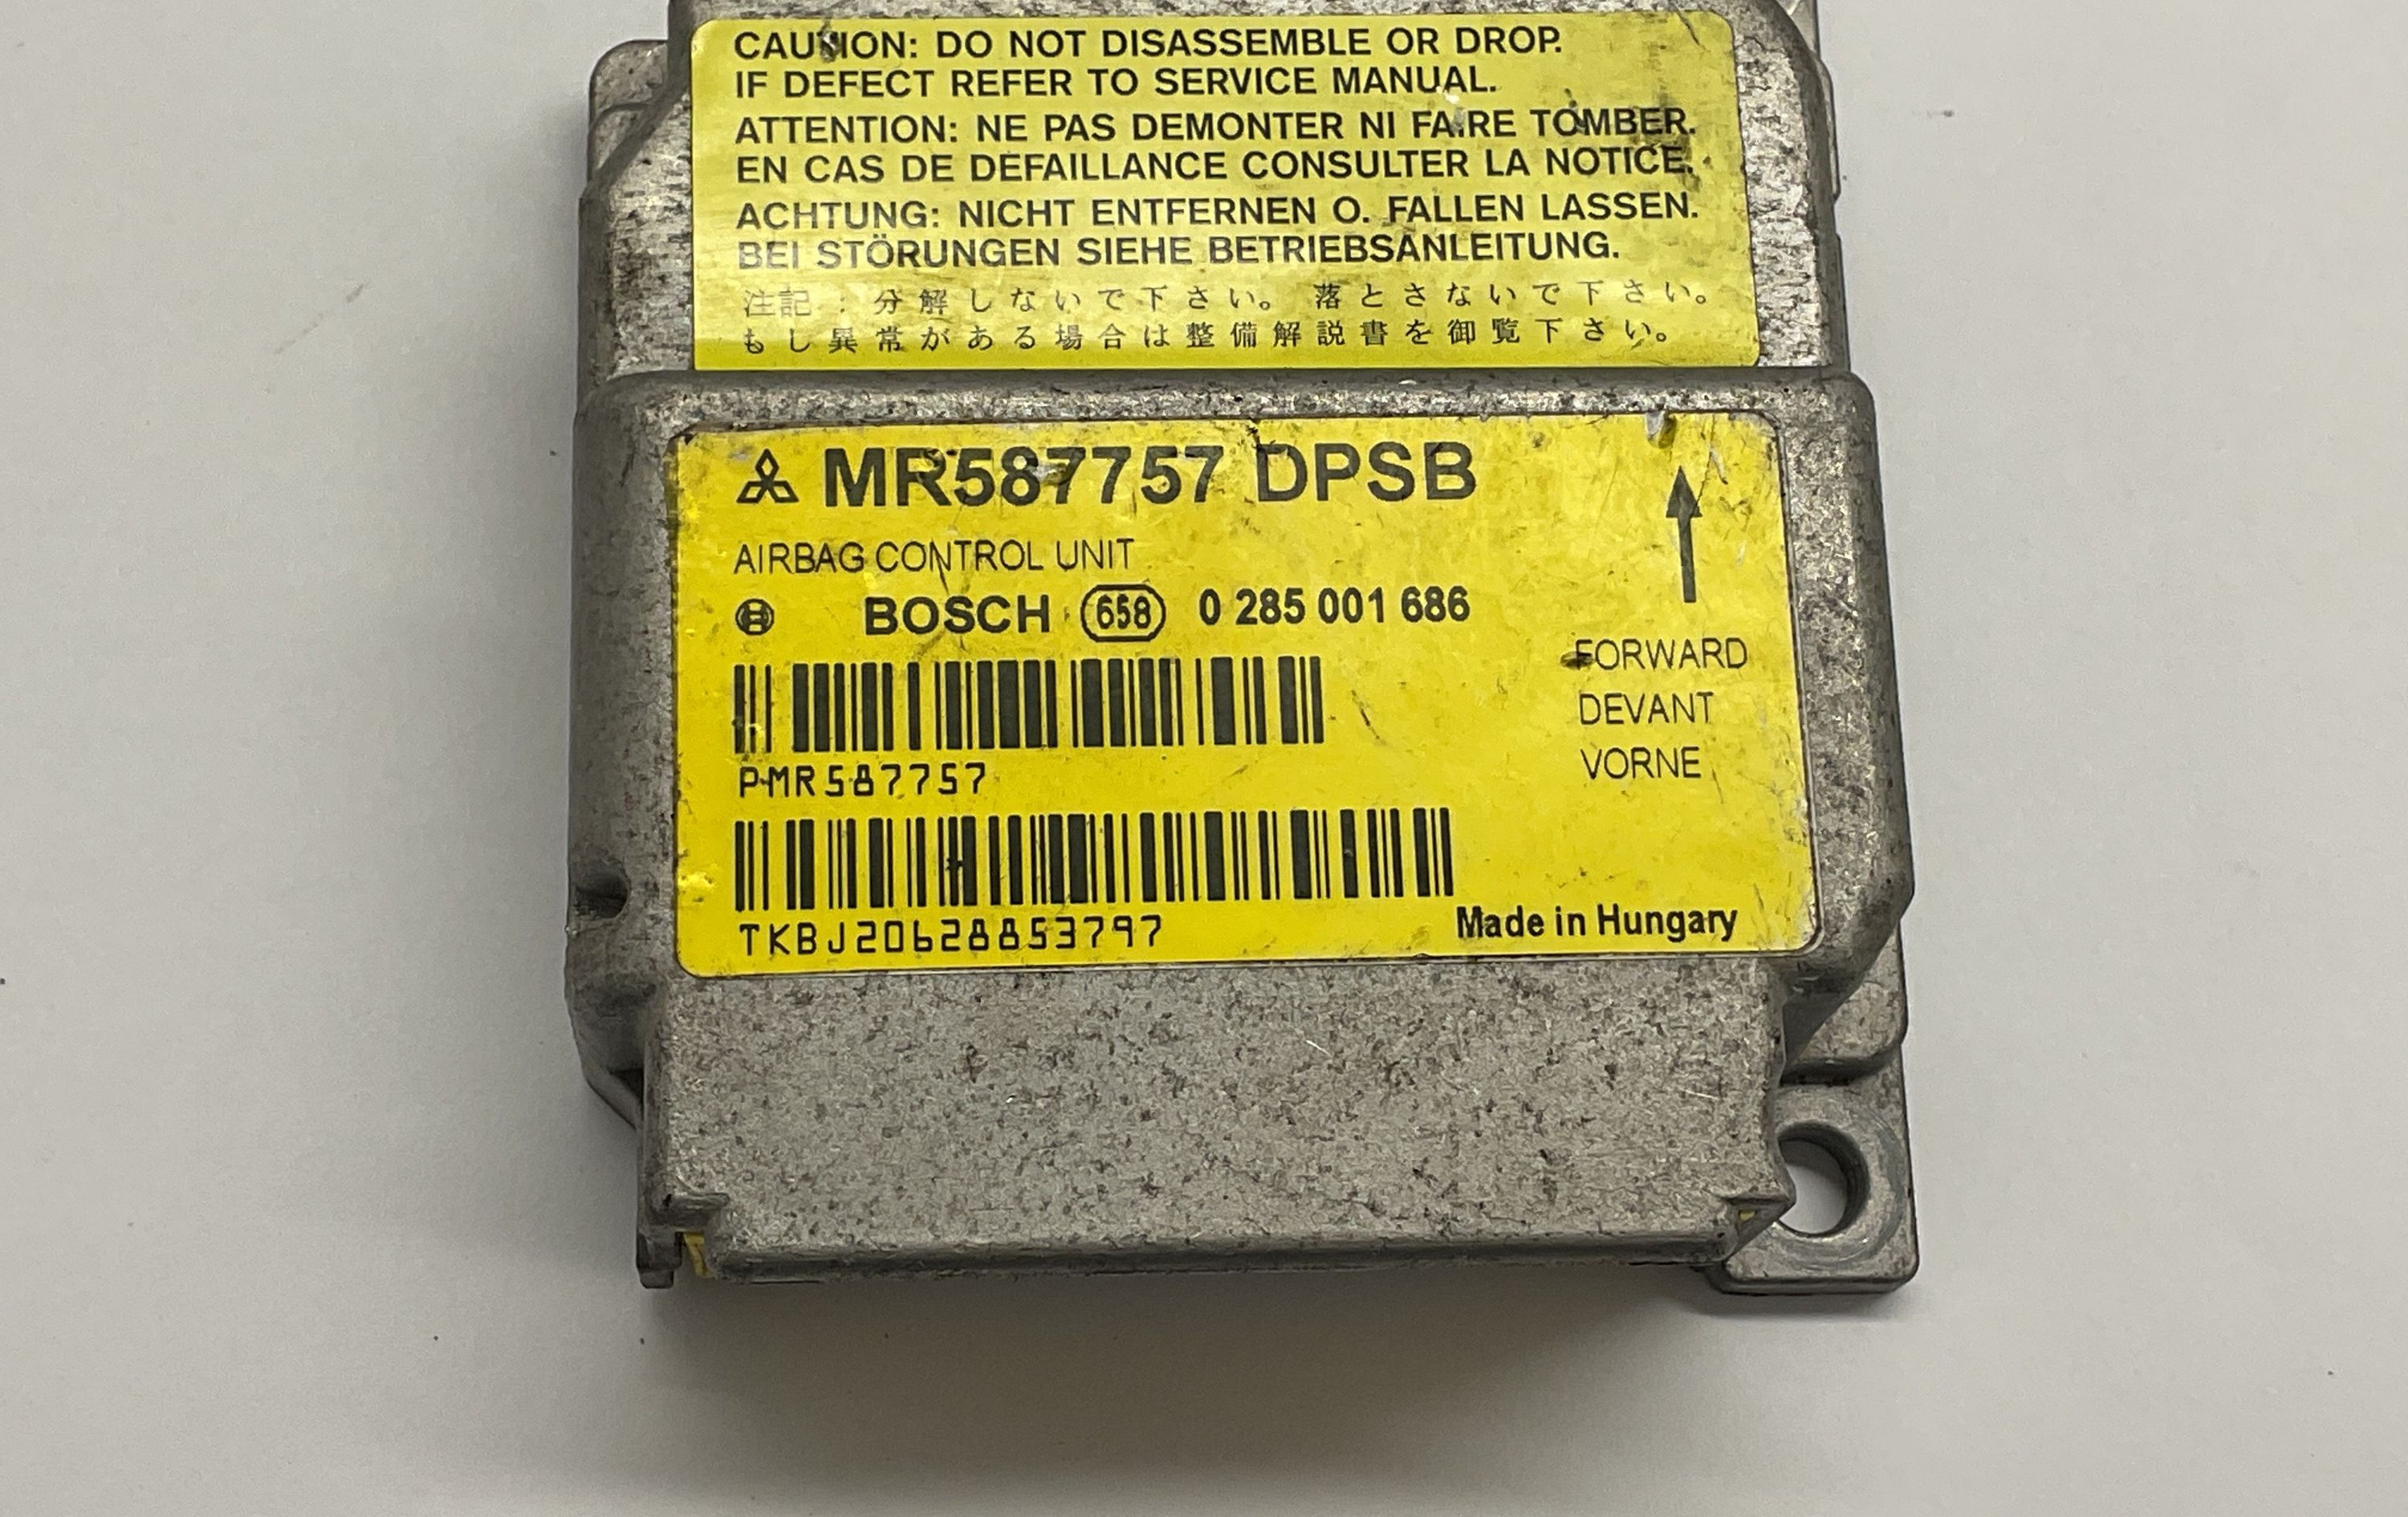 CAUTION: DO NOT DISASSEMBLE OR DROP.
IF DEFECT REFER TO SERVICE MANUAL.
ATTENTION: NE PAS DEMONTER NI FAIRE TOMBER.
EN CAS DE DEFAILLANCE CONSULTER LA NOTICE.
ACHTUNG: NICHT ENTFERNEN O. FALLEN LASSEN.
BEI STÖRUNGEN SIEHE BETRIEBSANLEITUNG.
注記：分解しないで下さい。 落とさないで下さい。
もし異常がある場合は整備解説書を御覧下さい。
MR587757 DPSB
AIRBAG CONTROL UNIT
BOSCH 658 0 285 001 686
FORWARD
DEVANT
VORNE
PMR587757
TKBJ20628853797
Made in Hungary